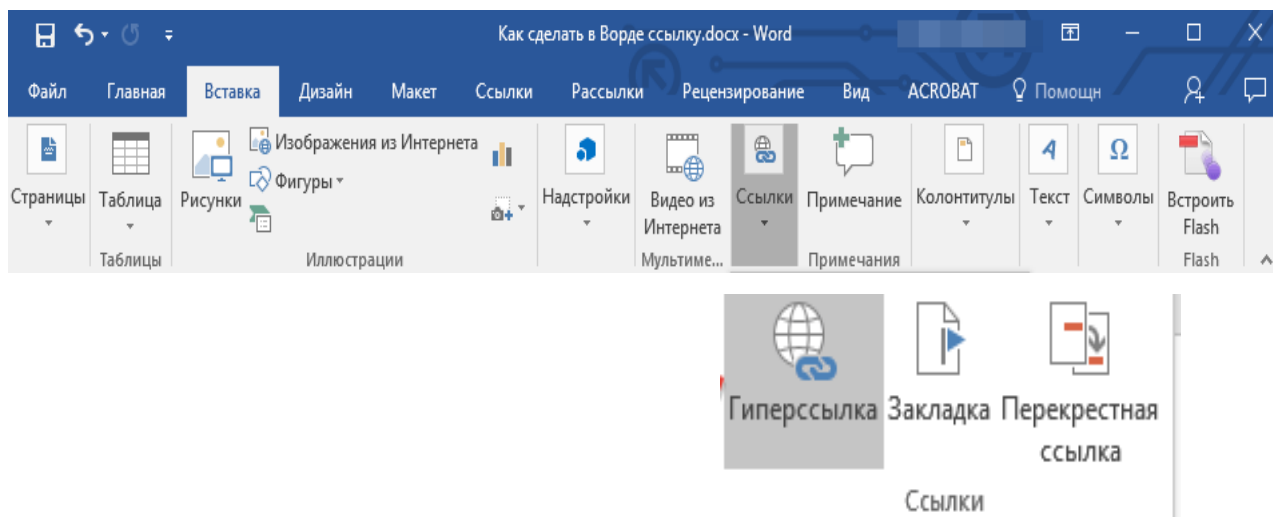 Как сделать в Ворде ссылку.docx - Word
Файл Главная Вставка Дизайн Макет Ссылки Рассылки Рецензирование Вид ACROBAT Помощн
Изображения из Интернета
Фигуры
Страницы Таблица Рисунки Надстройки Видео из Интернета Ссылки Примечание Колонтитулы Текст Символы Встроить Flash
Таблицы Иллюстрации Мультиме... Примечания Flash
Гиперссылка Закладка Перекрестная
ссылка
Ссылки